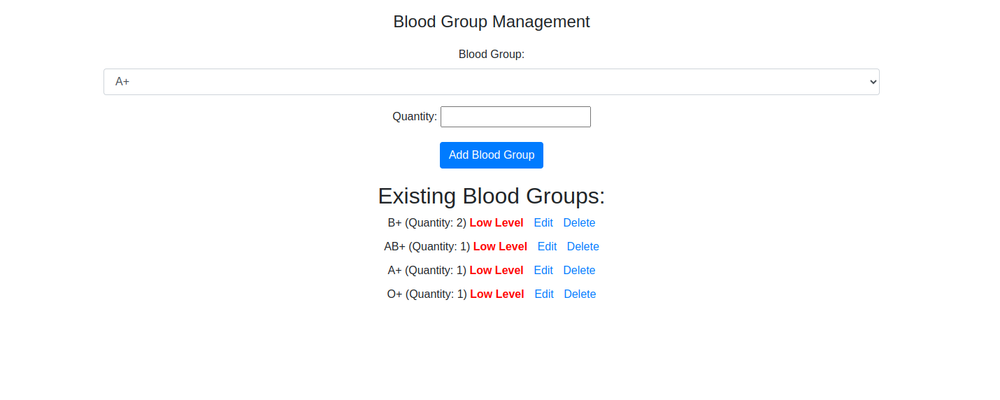 Blood Group Management
Blood Group:
A+
Quantity:
Add Blood Group
Existing Blood Groups:
B+ (Quantity: 2) Low Level Edit Delete
AB+ (Quantity: 1) Low Level Edit Delete
A+ (Quantity: 1) Low Level Edit Delete
O+ (Quantity: 1) Low Level Edit Delete